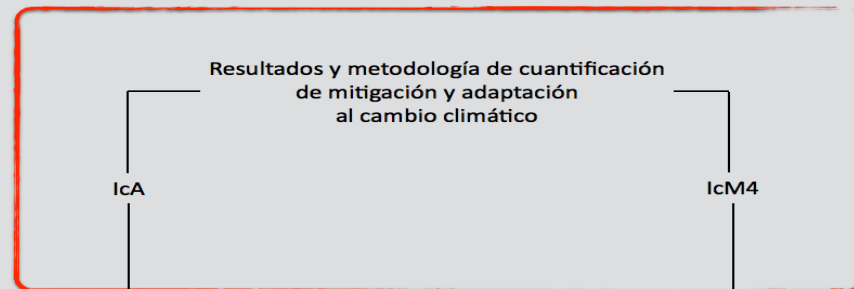 Resultados y metodología de cuantificación
de mitigación y adaptación
al cambio climático
IcA
IcM4